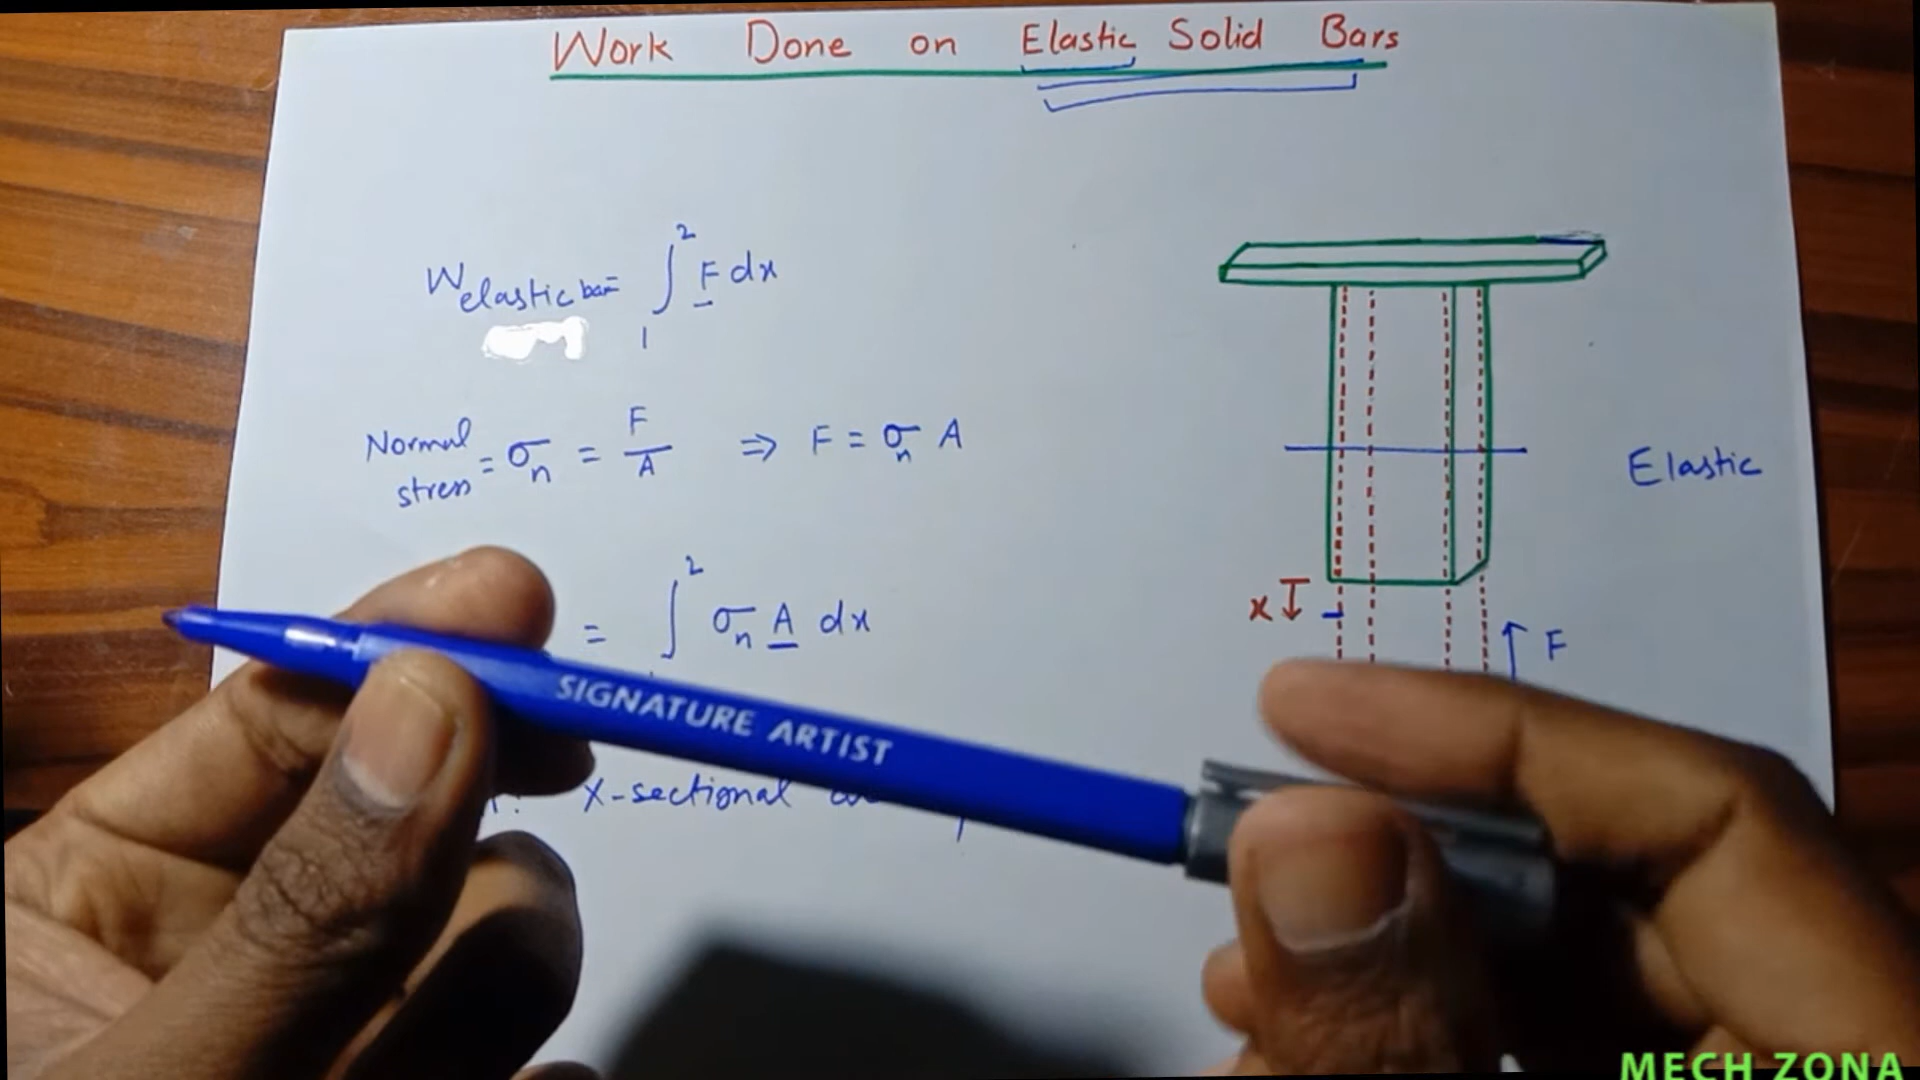 Work Done on Elastic Solid Bars
W elastic bar = ∫₁² F dx
Normal stress = σn = F/A ⇒ F = σn A
Elastic
= ∫² σn A dx
x
F
SIGNATURE ARTIST
X-sectional
MECH ZONA